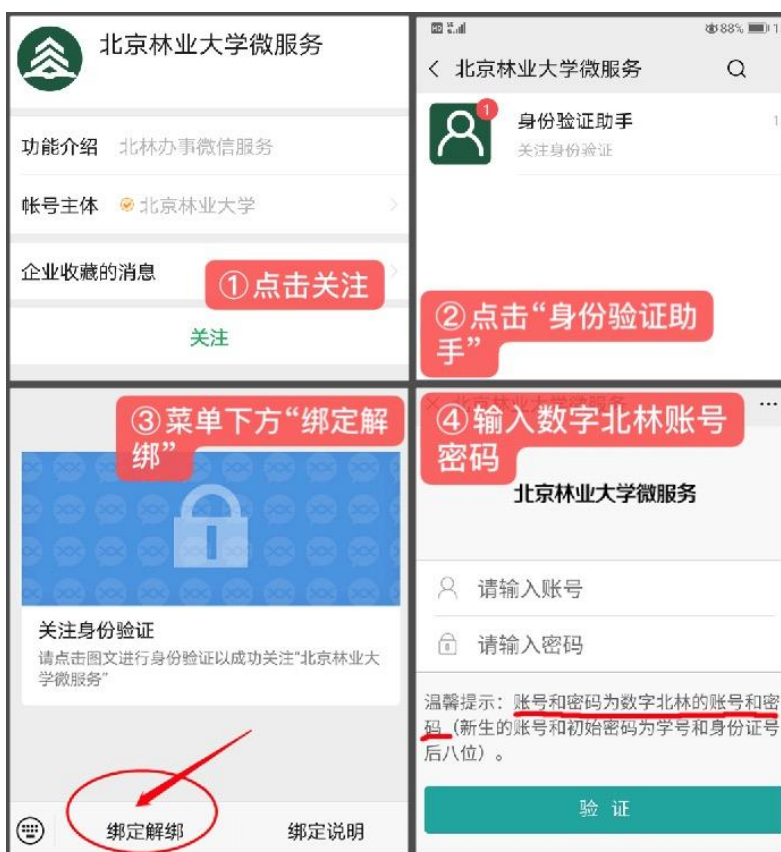 北京林业大学微服务
功能介绍 北林办事微信服务
帐号主体 北京林业大学
企业收藏的消息
①点击关注
关注
88%
北京林业大学微服务
1
身份验证助手
关注身份验证
②点击“身份验证助
手”
③菜单下方“绑定解
绑”
关注身份验证
请点击图文进行身份验证以成功关注“北京林业大
学微服务”
绑定解绑 绑定说明
④输入数字北林账号
密码
北京林业大学微服务
请输入账号
请输入密码
温馨提示：账号和密码为数字北林的账号和密
码（新生的账号和初始密码为学号和身份证号
后八位）。
验 证